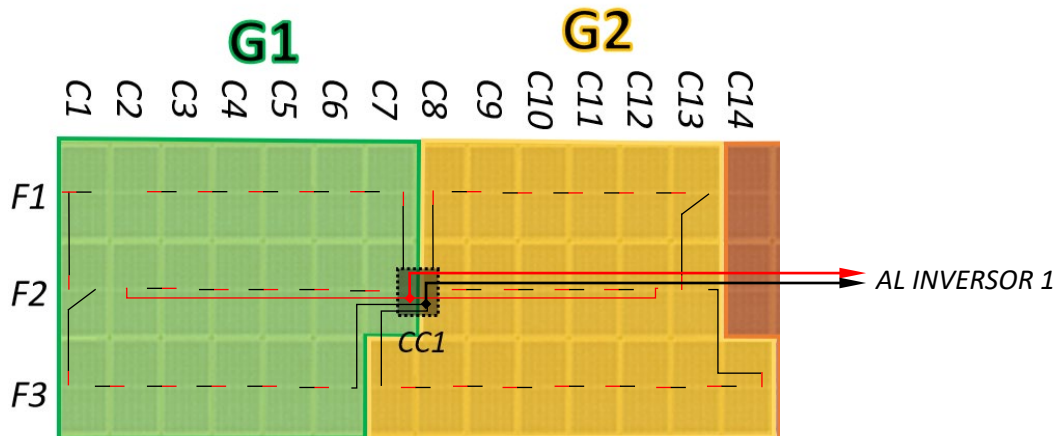 G1 G2
C1 C2 C3 C4 C5 C6 C7 C8 C9 C10 C11 C12 C13 C14
F1
F2 AL INVERSOR 1
CC1
F3